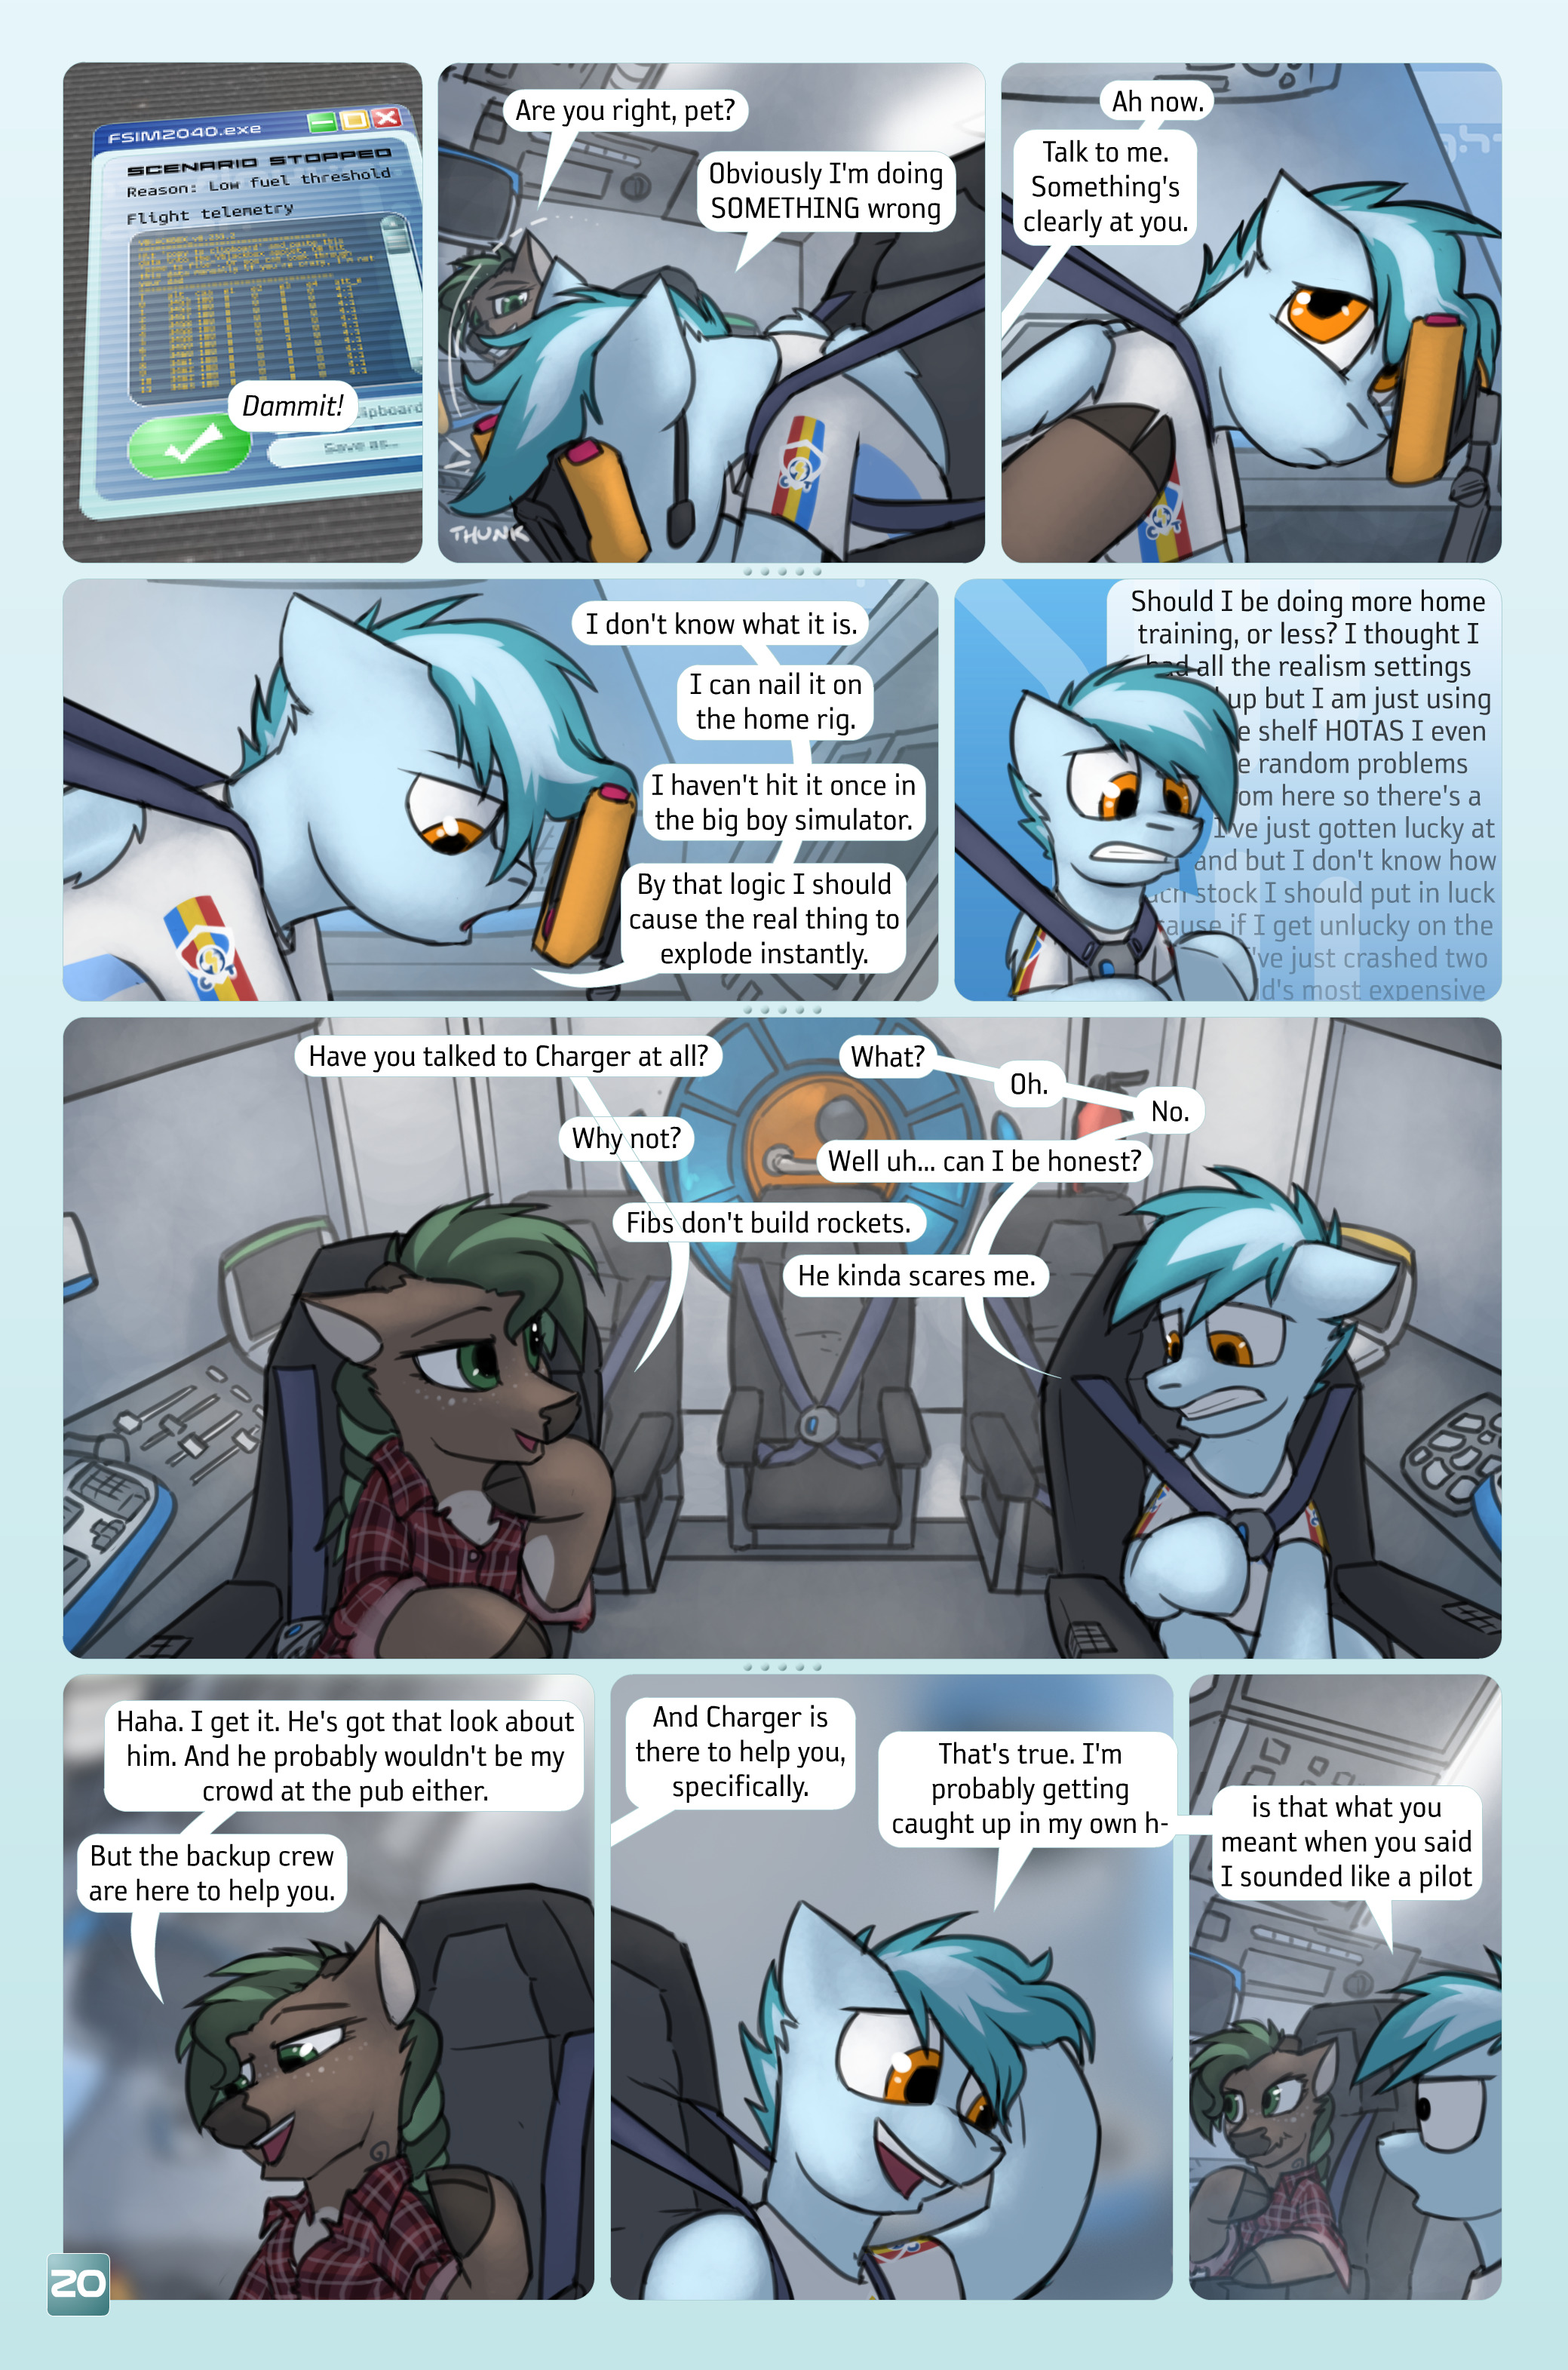 FSIM2040.exe
SCENARIO STOPPED
Reason: Low fuel threshold
Flight telemetry
Dammit!
Save as…
Are you right, pet?
Obviously I'm doing
SOMETHING wrong
THUNK
Ah now.
Talk to me.
Something's
clearly at you.
I don't know what it is.
I can nail it on
the home rig.
I haven't hit it once in
the big boy simulator.
By that logic I should
cause the real thing to
explode instantly.
Should I be doing more home
training, or less? I thought I
had all the realism settings
up but I am just using
shelf HOTAS I even
random problems
here so there's a
I've just gotten lucky at
and but I don't know how
stock I should put in luck
if I get unlucky on the
I've just crashed two
most expensive
Have you talked to Charger at all?
What?
Oh.
No.
Why not?
Well uh... can I be honest?
Fibs don't build rockets.
He kinda scares me.
Haha. I get it. He's got that look about
him. And he probably wouldn't be my
crowd at the pub either.
But the backup crew
are here to help you.
And Charger is
there to help you,
specifically.
That's true. I'm
probably getting
caught up in my own h-
is that what you
meant when you said
I sounded like a pilot
20